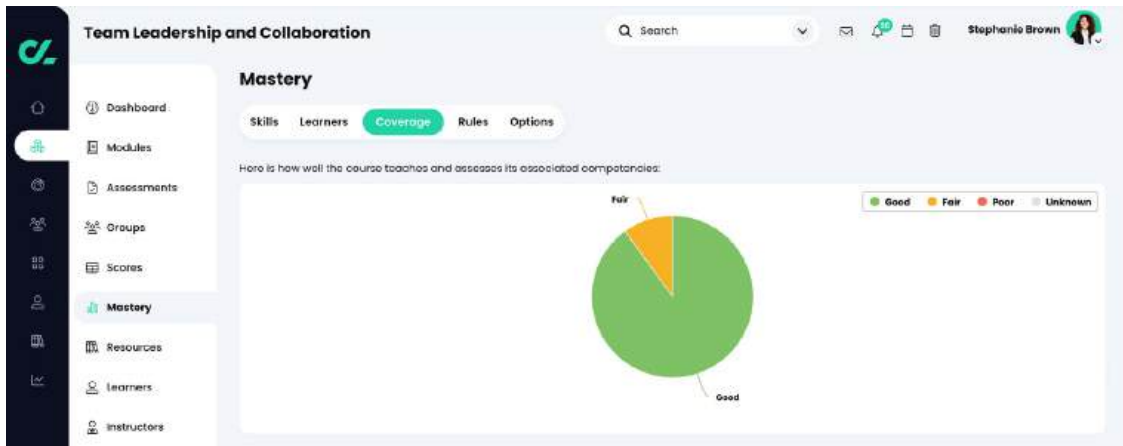 Team Leadership and Collaboration
Search
Stephanie Brown
Mastery
Dashboard
Modules
Assessments
Groups
Scores
Mastery
Resources
Learners
Instructors
Skills Learners Coverage Rules Options
Here is how well the course teaches and assesses its associated competencies:
Good Fair Poor Unknown
Fair
Good